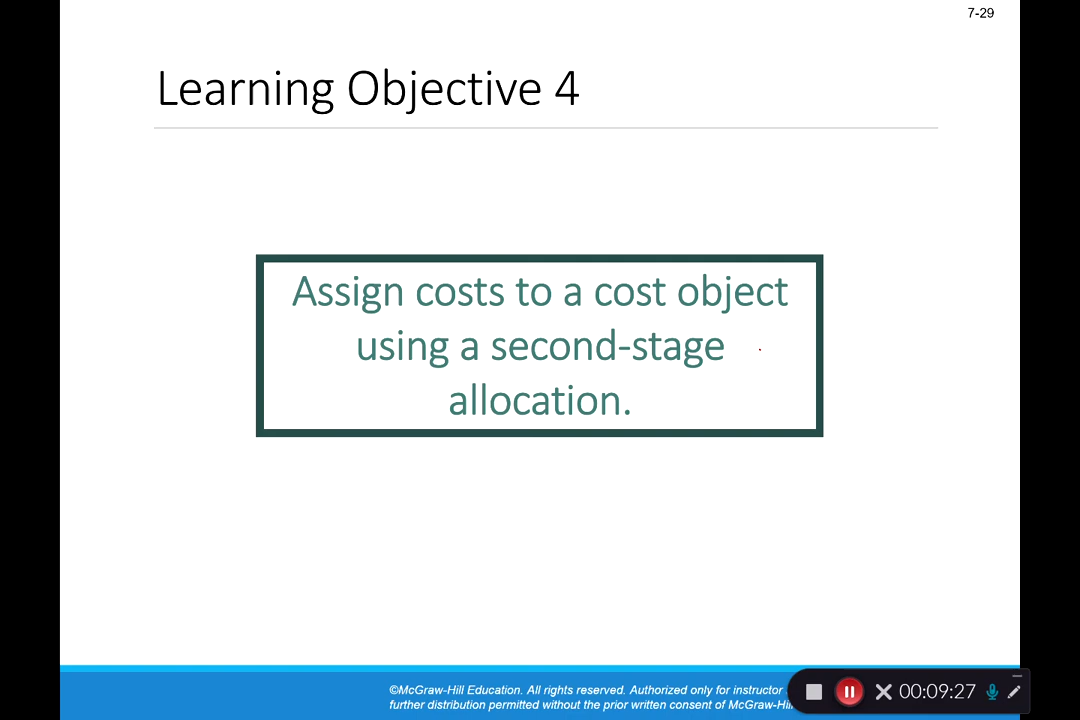 7-29
Learning Objective 4
Assign costs to a cost object
using a second-stage
allocation.
©McGraw-Hill Education. All rights reserved. Authorized only for instructor
further distribution permitted without the prior written consent of McGraw-Hi
00:09:27